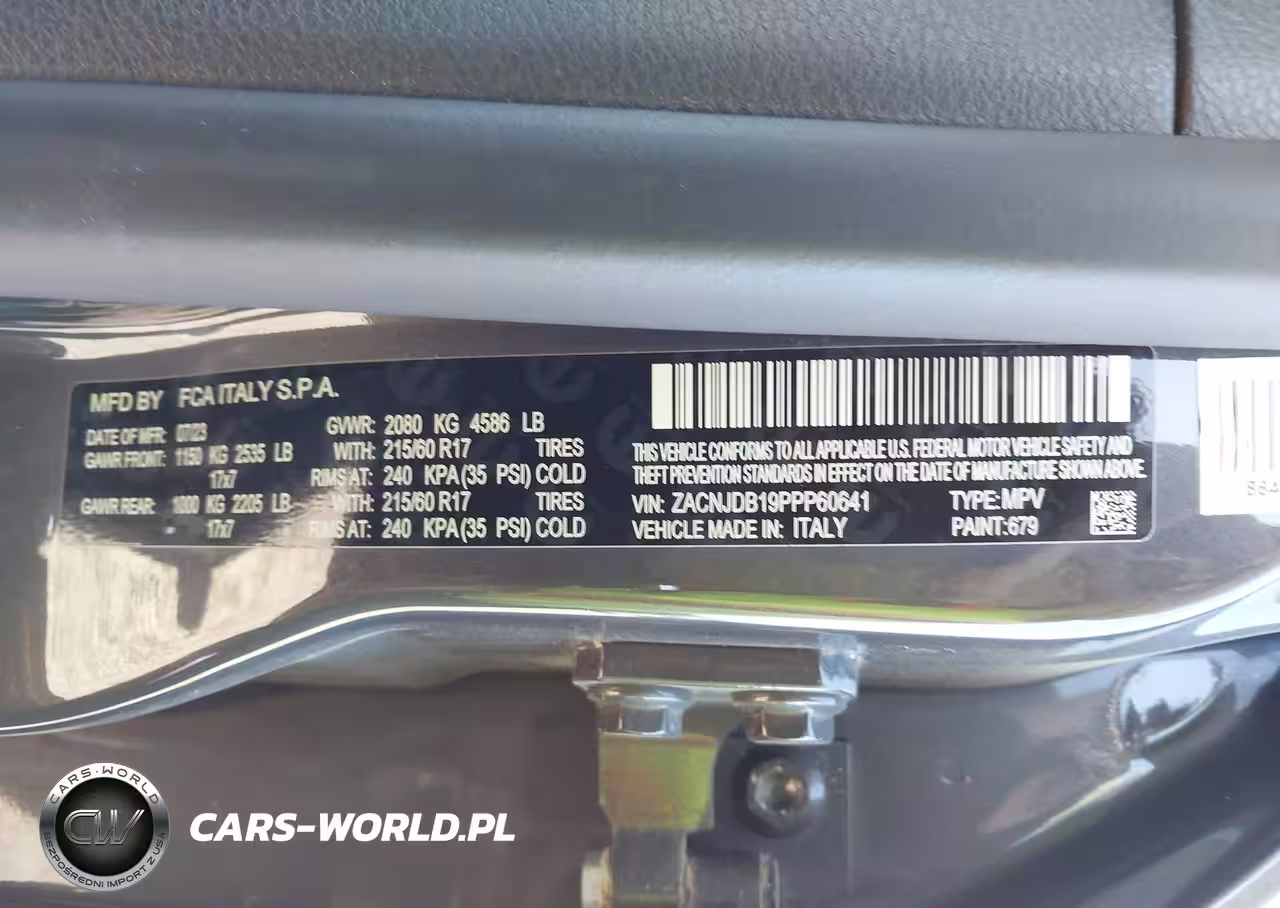 MFD BY FCA ITALY S.P.A.
DATE OF MFR: 07/23 GVWR: 2080 KG 4586 LB
GAWR FRONT: 1150 KG 2535 LB WITH: 215/60 R17 TIRES
17x7 RIMS AT: 240 KPA (35 PSI) COLD
GAWR REAR: 1000 KG 2205 LB WITH: 215/60 R17 TIRES
17x7 RIMS AT: 240 KPA (35 PSI) COLD
THIS VEHICLE CONFORMS TO ALL APPLICABLE U.S. FEDERAL MOTOR VEHICLE SAFETY AND
THEFT PREVENTION STANDARDS IN EFFECT ON THE DATE OF MANUFACTURE SHOWN ABOVE.
VIN: ZACNJDB19PPP60641 TYPE: MPV
VEHICLE MADE IN: ITALY PAINT: 679
884
CARS-WORLD
CW
BEZPOŚREDNI IMPORT Z USA
CARS-WORLD.PL